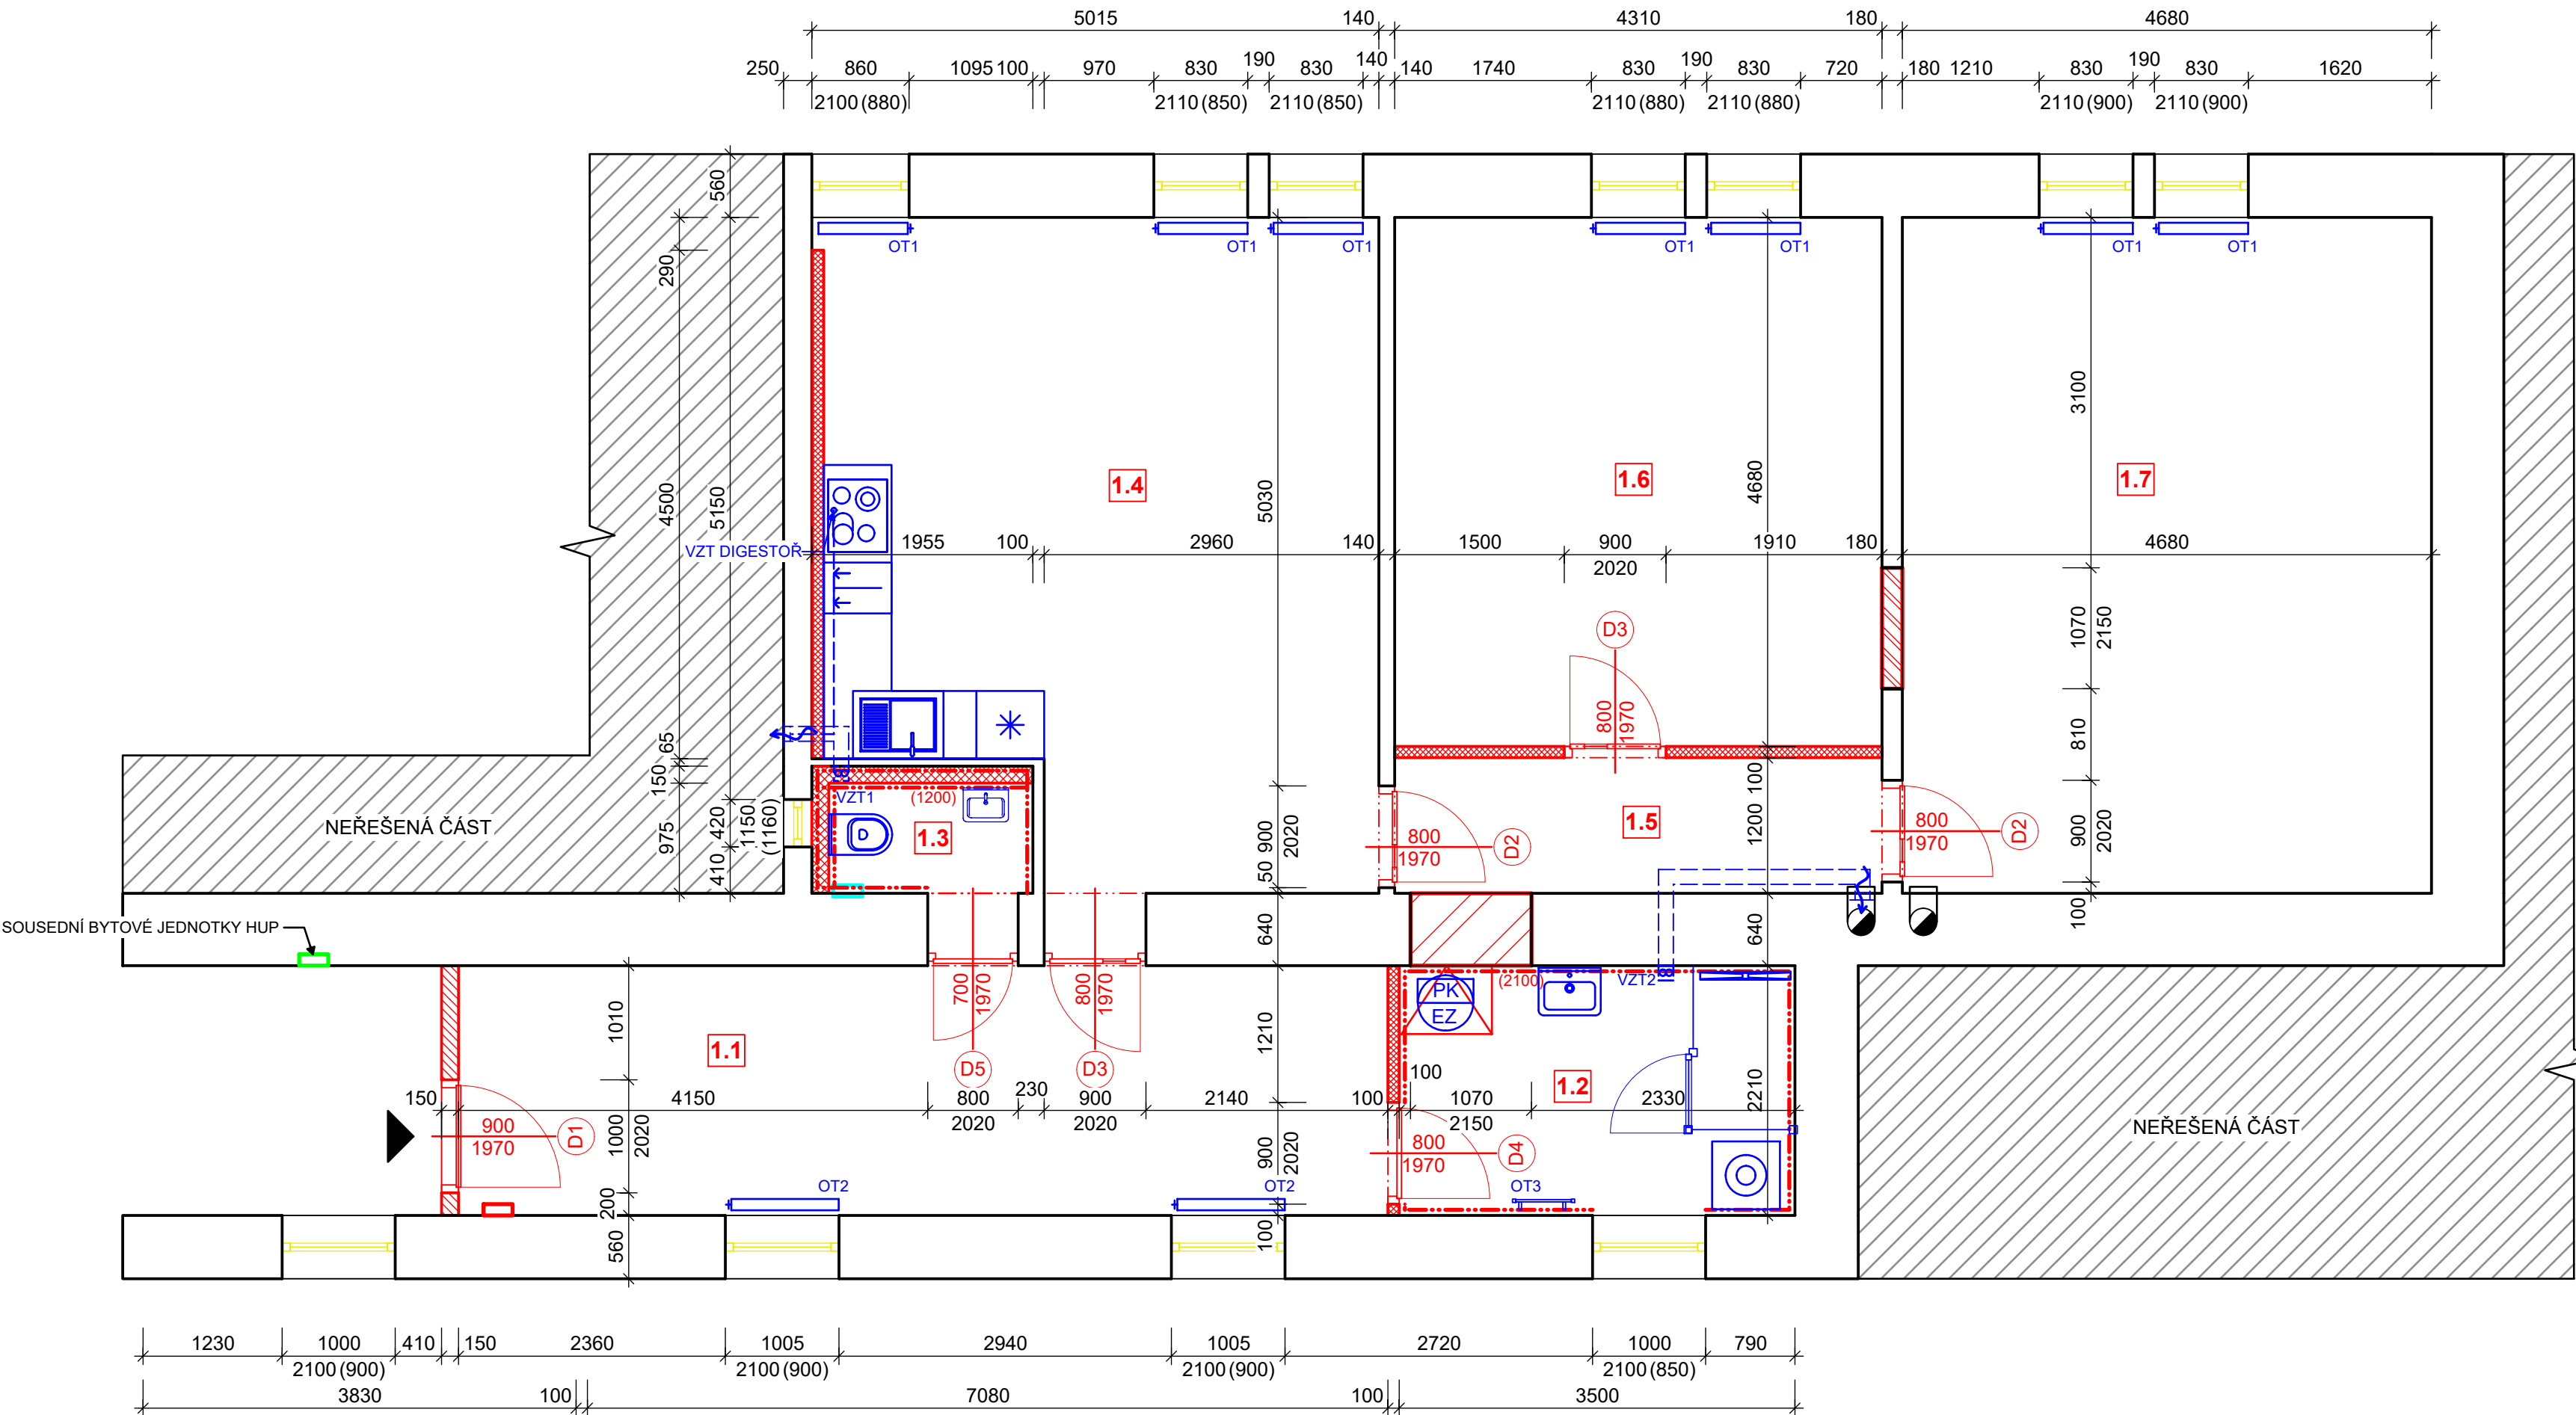 5015 140 4310 180 4680
250 860 1095 100 970 830 190 830 140 140 1740 830 190 830 720 180 1210 830 190 830 1620
2100 (880) 2110 (850) 2110 (850) 2110 (880) 2110 (880) 2110 (900) 2110 (900)
560
OT1 OT1 OT1 OT1 OT1 OT1 OT1
290
3100
4500 5150 5030 4680
1.4 1.6 1.7
VZT DIGESTOŘ 1955 100 2960 140 1500 900 1910 180 4680
2020
D3
1070 2150
800 1970
810
65
150
100
VZT1 (1200)
NEŘEŠENÁ ČÁST
975 420 1150 (1160)
410
1.3
900 2020
50
1.5
1200
800
1970
D2
800
1970
D2
900 2020
100
SOUSEDNÍ BYTOVÉ JEDNOTKY HUP
640 640
700 1970
800 1970
PK
EZ
(2100)
VZT2
1010
1210
1.1
D5 D3
1.2
100
2210
150 4150 800 230 900 2140 100 1070 2330
2020 2020 2150
900
1970
D1
1000 2020
900 2020
800
1970
D4
NEŘEŠENÁ ČÁST
OT2 OT2 OT3
200
560
100
1230 1000 410 150 2360 1005 2940 1005 2720 1000 790
2100 (900) 2100 (900) 2100 (900) 2100 (850)
3830 100 7080 100 3500